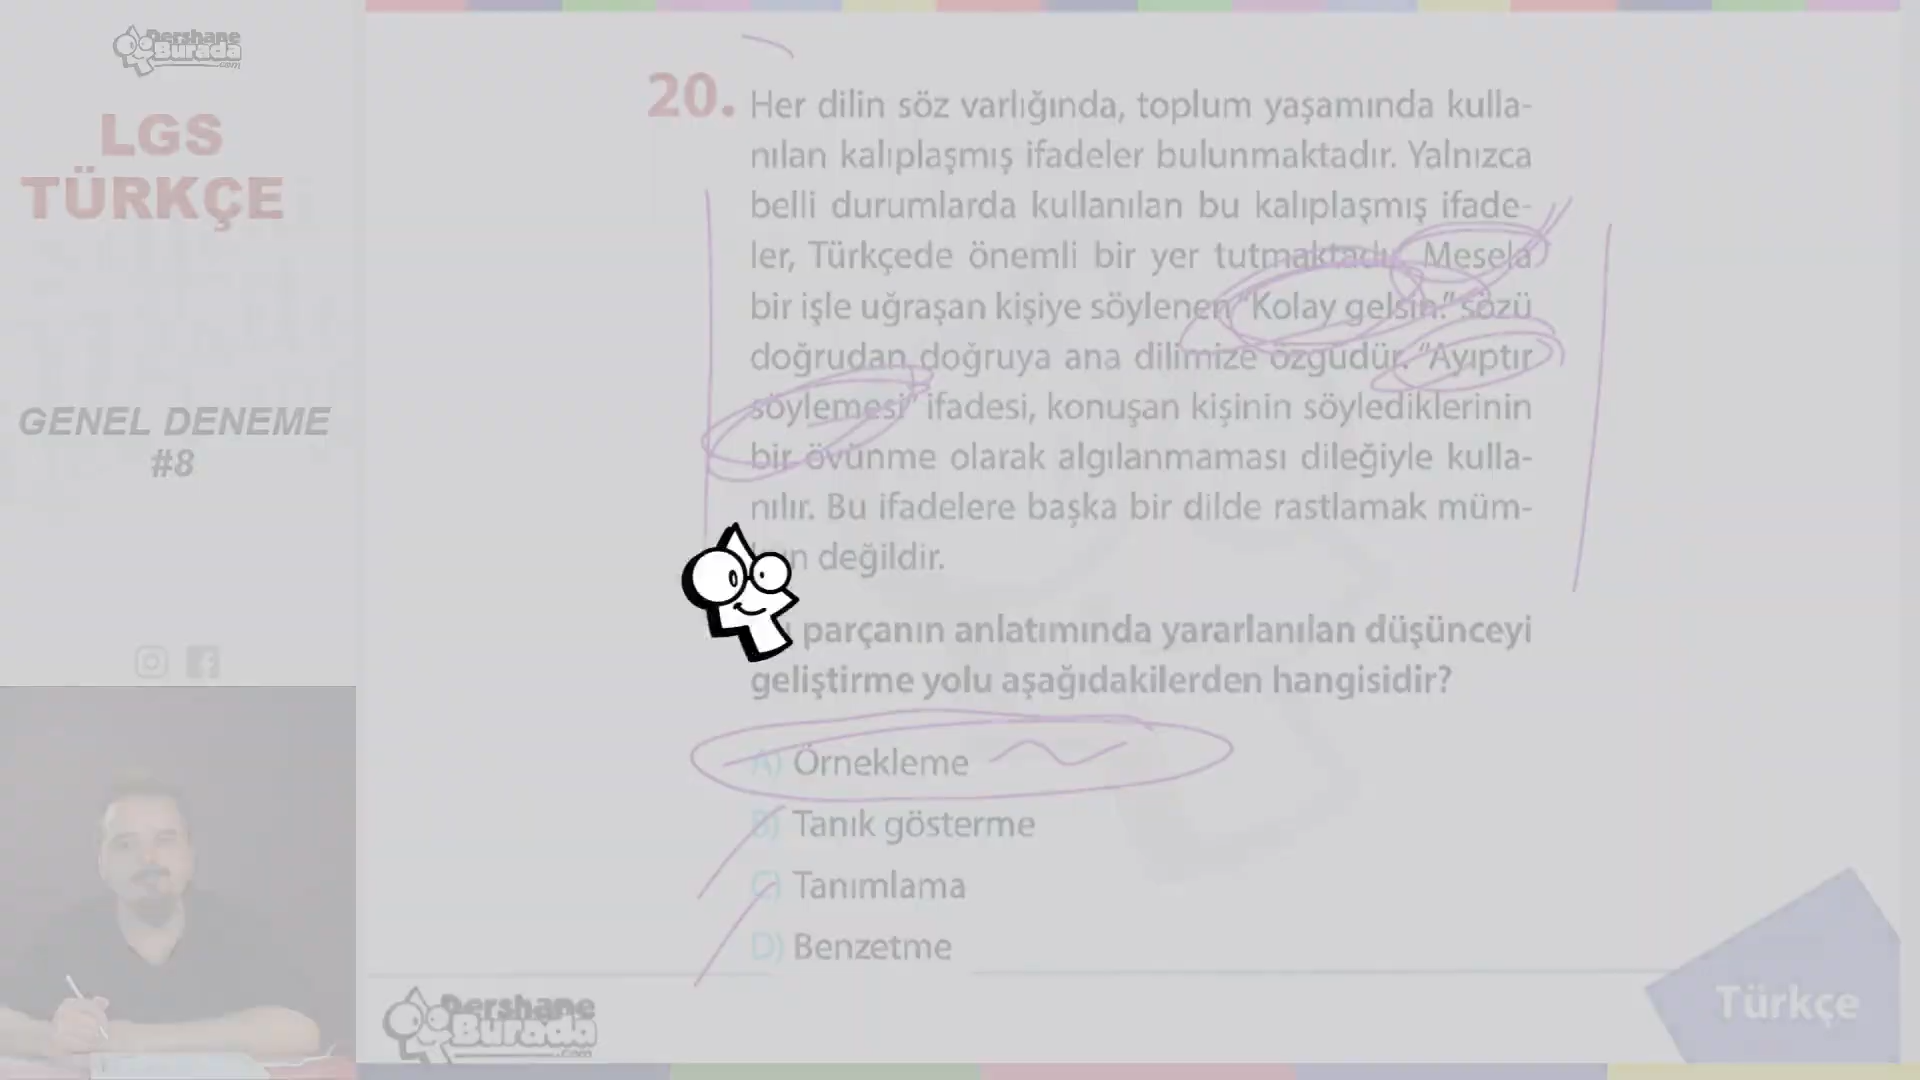 Dershane
Burada
.com
LGS
TÜRKÇE
GENEL DENEME
#8
20. Her dilin söz varlığında, toplum yaşamında kulla-
nılan kalıplaşmış ifadeler bulunmaktadır. Yalnızca
belli durumlarda kullanılan bu kalıplaşmış ifade-
ler, Türkçede önemli bir yer tutmaktadır. Mesela
bir işle uğraşan kişiye söylenen "Kolay gelsin." sözü
doğrudan doğruya ana dilimize özgüdür. "Ayıptır
söylemesi" ifadesi, konuşan kişinin söylediklerinin
bir övünme olarak algılanmaması dileğiyle kulla-
nılır. Bu ifadelere başka bir dilde rastlamak müm-
değildir.
parçanın anlatımında yararlanılan düşünceyi
geliştirme yolu aşağıdakilerden hangisidir?
A) Örnekleme
B) Tanık gösterme
C) Tanımlama
D) Benzetme
Dershane
Burada
.com
Türkçe